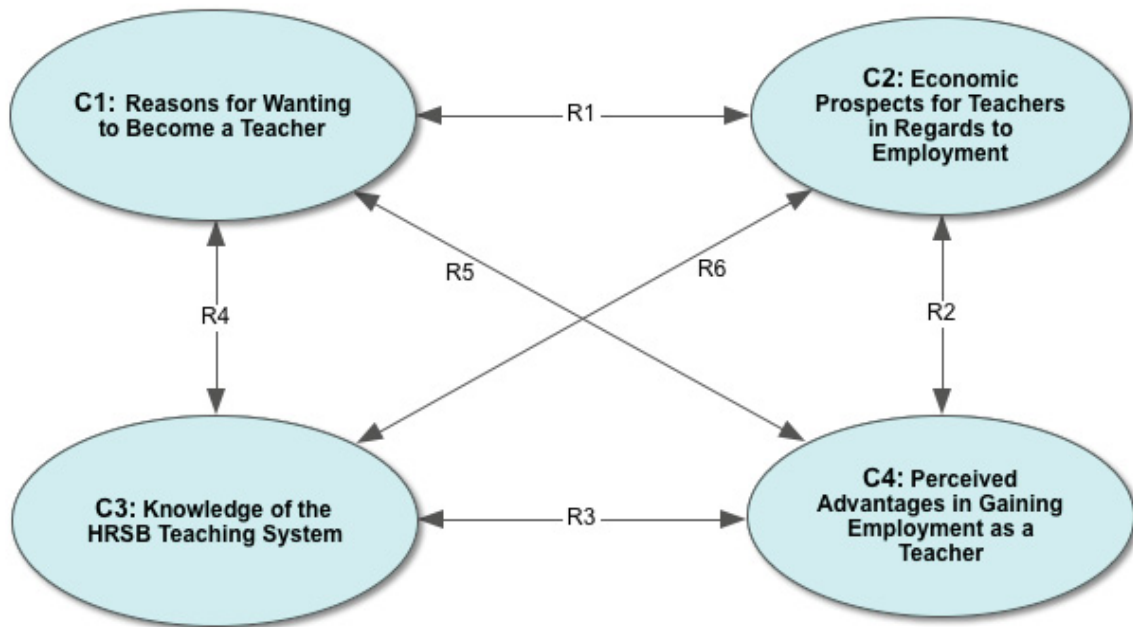 C1: Reasons for Wanting
to Become a Teacher
R1
C2: Economic
Prospects for Teachers
in Regards to
Employment
R5
R6
R4
R2
C3: Knowledge of the
HRSB Teaching System
R3
C4: Perceived
Advantages in Gaining
Employment as a
Teacher